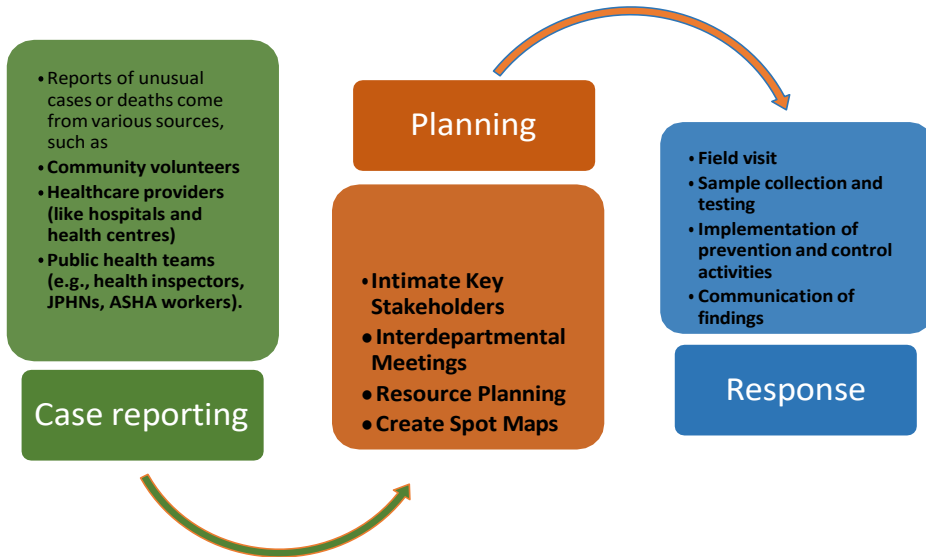 • Reports of unusual
cases or deaths come
from various sources,
such as
• Community volunteers
• Healthcare providers
(like hospitals and
health centres)
• Public health teams
(e.g., health inspectors,
JPHNs, ASHA workers).
Case reporting
Planning
• Intimate Key
Stakeholders
• Interdepartmental
Meetings
• Resource Planning
• Create Spot Maps
• Field visit
• Sample collection and
testing
• Implementation of
prevention and control
activities
• Communication of
findings
Response